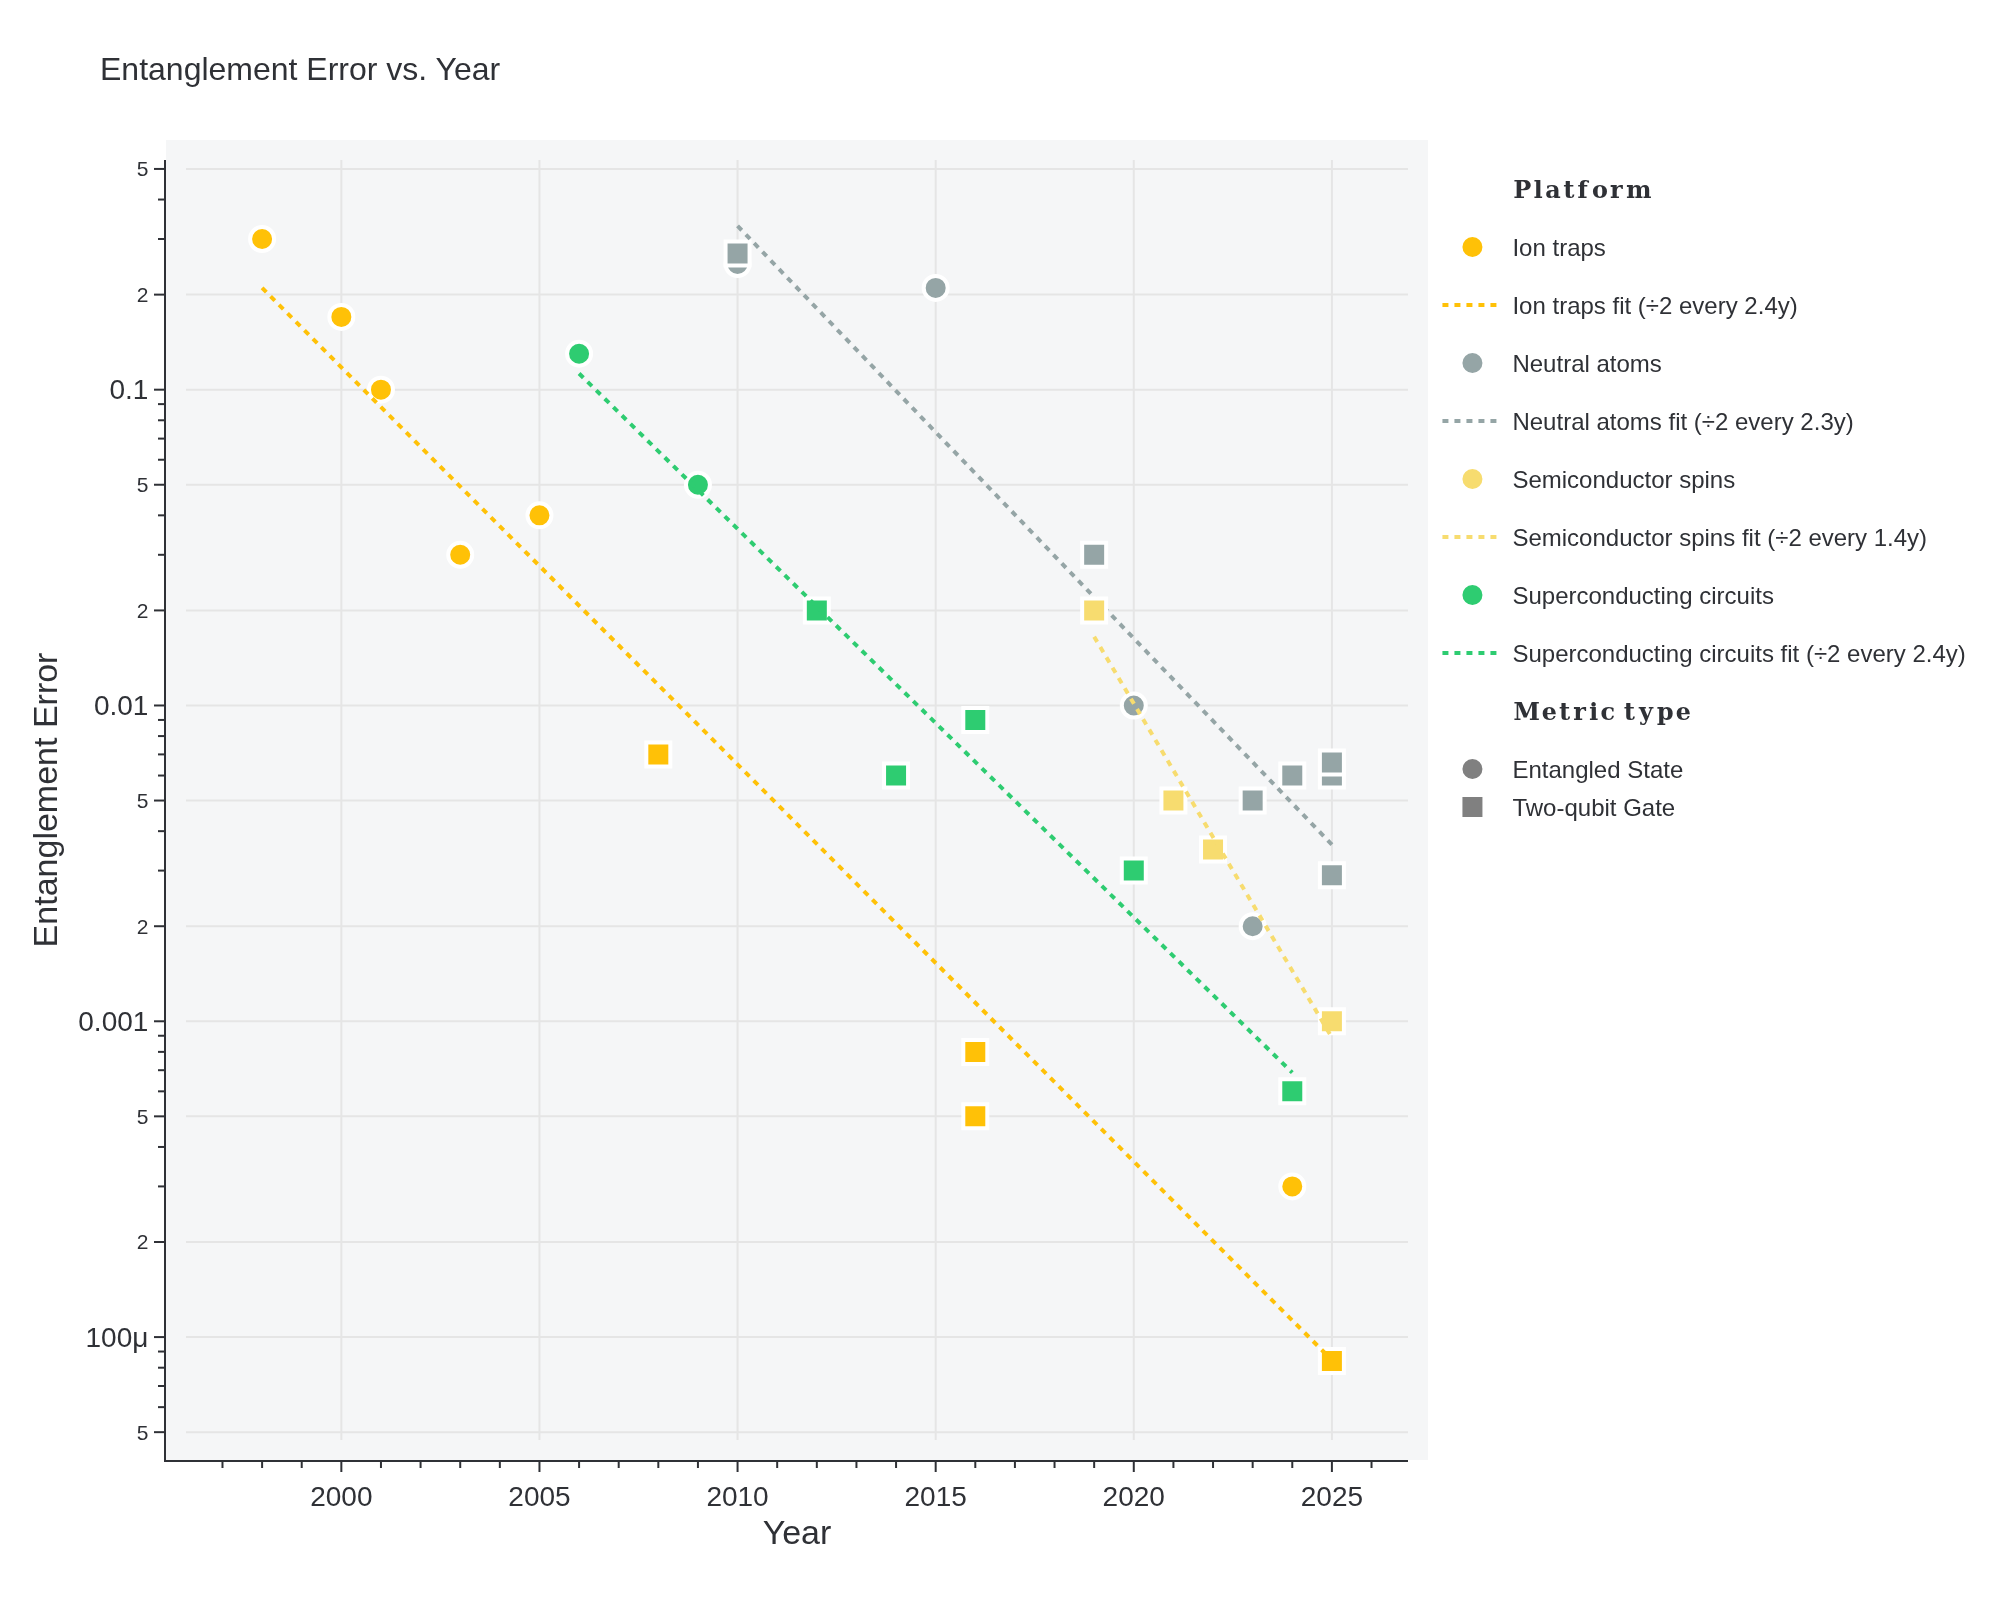 Entanglement Error vs. Year
5
2
0.1
5
2
0.01
5
2
0.001
5
2
100μ
5
Entanglement Error
2000 2005 2010 2015 2020 2025
Year
Platform
Ion traps
Ion traps fit (÷2 every 2.4y)
Neutral atoms
Neutral atoms fit (÷2 every 2.3y)
Semiconductor spins
Semiconductor spins fit (÷2 every 1.4y)
Superconducting circuits
Superconducting circuits fit (÷2 every 2.4y)
Metric type
Entangled State
Two-qubit Gate